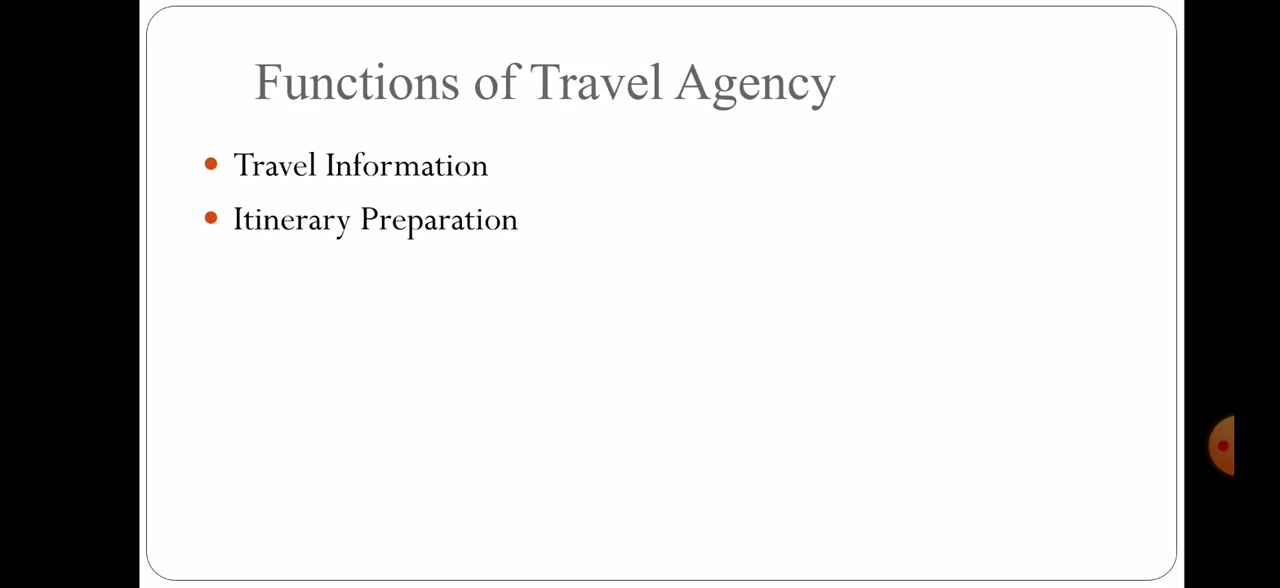 Functions of Travel Agency
Travel Information
Itinerary Preparation